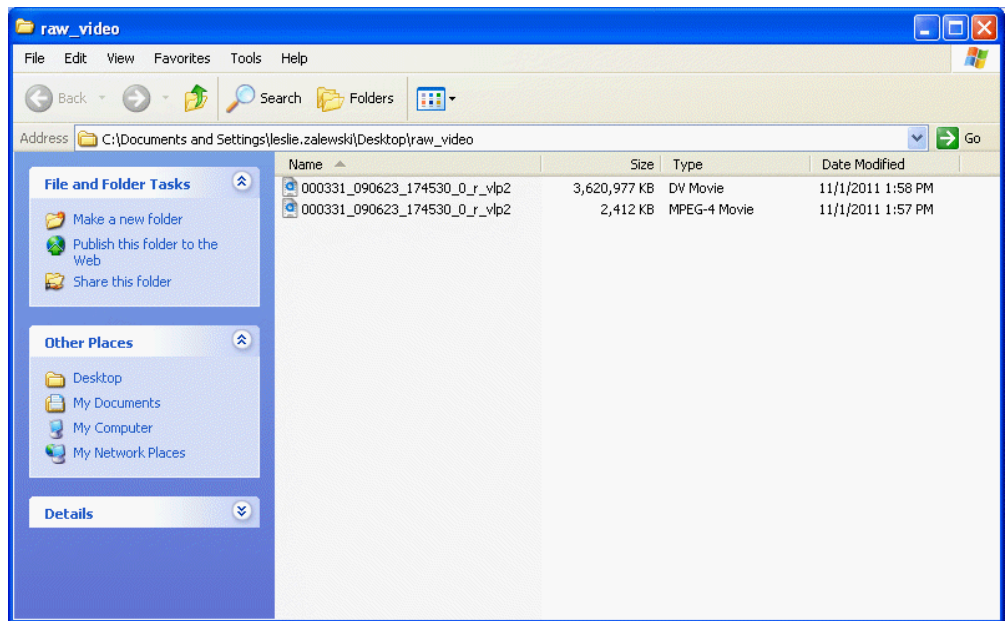 raw_video
File Edit View Favorites Tools Help
Back Search Folders
Address C:\Documents and Settings\leslie.zalewski\Desktop\raw_video Go
File and Folder Tasks
Make a new folder
Publish this folder to the
Web
Share this folder
Other Places
Desktop
My Documents
My Computer
My Network Places
Details
Name Size Type Date Modified
000331_090623_174530_0_r_vlp2 3,620,977 KB DV Movie 11/1/2011 1:58 PM
000331_090623_174530_0_r_vlp2 2,412 KB MPEG-4 Movie 11/1/2011 1:57 PM